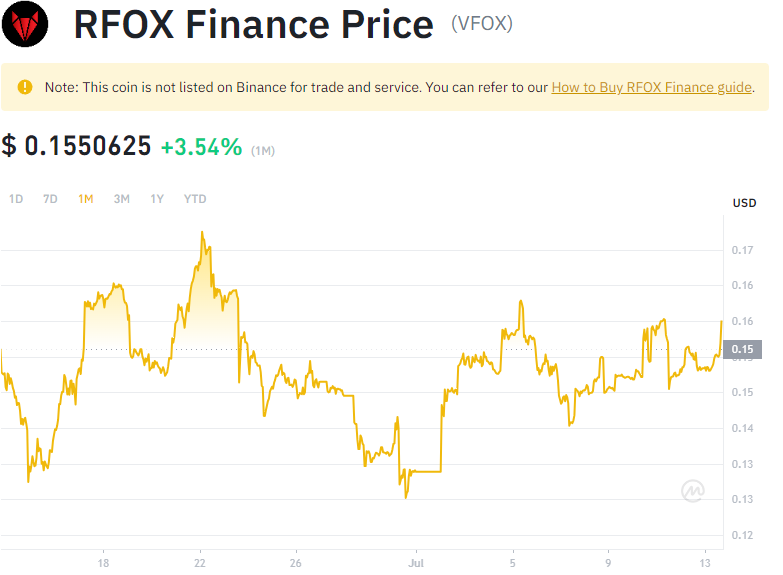 RFOX Finance Price (VFOX)
Note: This coin is not listed on Binance for trade and service. You can refer to our How to Buy RFOX Finance guide.
$ 0.1550625 +3.54% (1M)
1D 7D 1M 3M 1Y YTD
USD
0.17
0.16
0.16
0.15
0.15
0.15
0.14
0.13
0.13
0.12
18 22 26 Jul 5 9 13